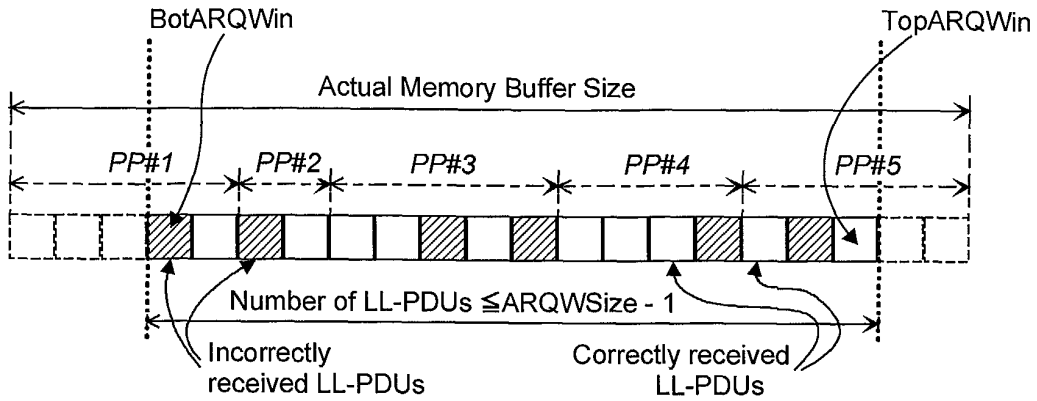 BotARQWin
TopARQWin
Actual Memory Buffer Size
PP#1 PP#2 PP#3 PP#4 PP#5
Number of LL-PDUs ≦ARQWSize - 1
Incorrectly
received LL-PDUs
Correctly received
LL-PDUs